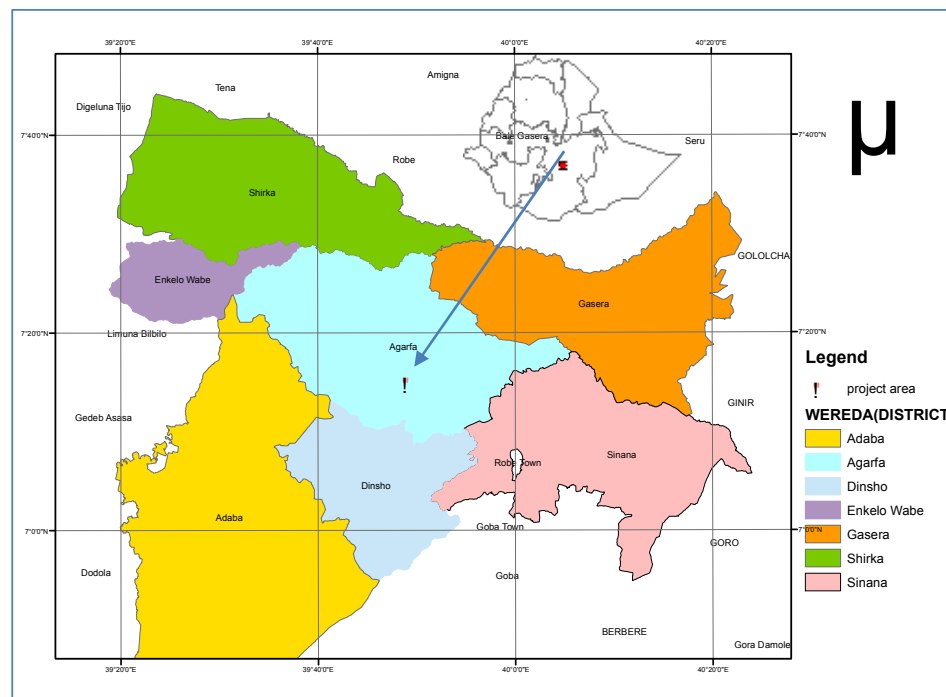 39°20'0"E
39°40'0"E
40°0'0"E
40°20'0"E
Tena
Amigna
Digeluna Tijo
7°40'0"N
Bale Gasera
Seru
7°40'0"N
µ
Robe
Shirka
GOLOLCHA
Enkelo Wabe
Gasera
7°20'0"N
Limuna Bilbilo
7°20'0"N
Agarfa
Legend
! project area
WEREDA(DISTRICT
Adaba
Agarfa
Dinsho
Enkelo Wabe
Gasera
Shirka
Sinana
!
GINIR
Gedeb Asasa
Robe Town
Sinana
Dinsho
Adaba
7°0'0"N
Goba Town
7°0'0"N
GORO
Dodola
Goba
BERBERE
Gora Damole
39°20'0"E
39°40'0"E
40°0'0"E
40°20'0"E